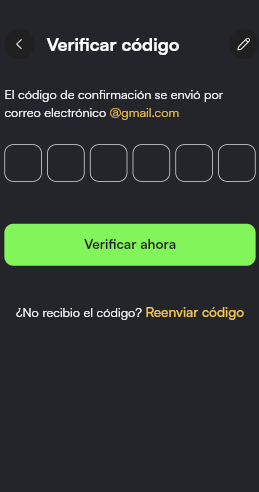 Verificar código
El código de confirmación se envió por
correo electrónico @gmail.com
Verificar ahora
¿No recibio el código? Reenviar código